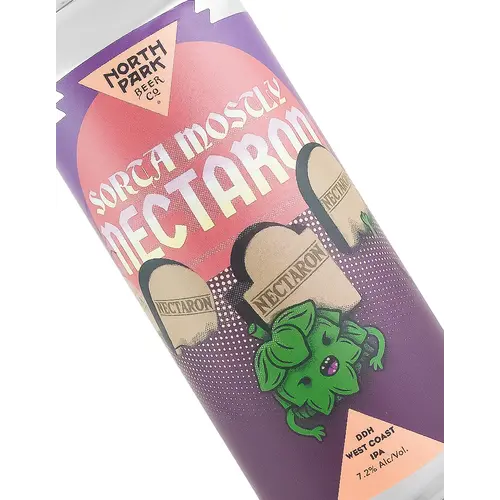 NORTH
PARK
BEER
CO
®
SORTA MOSTLY
NECTARON
NECTARON
NECTARON
NECTARON
DDH
WEST COAST
IPA
7.2% Alc/Vol.